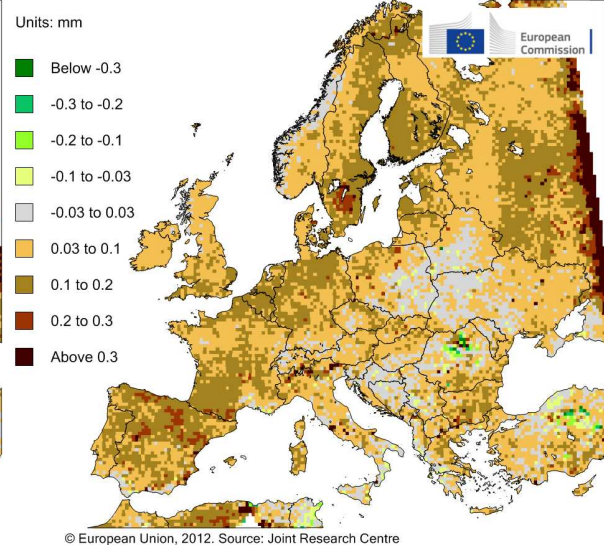 Units: mm
European
Commission
Below -0.3
-0.3 to -0.2
-0.2 to -0.1
-0.1 to -0.03
-0.03 to 0.03
0.03 to 0.1
0.1 to 0.2
0.2 to 0.3
Above 0.3
© European Union, 2012. Source: Joint Research Centre